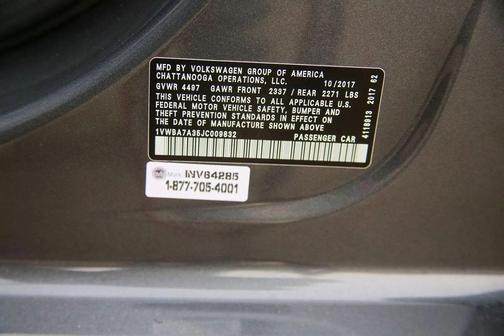 MFD BY VOLKSWAGEN GROUP OF AMERICA
CHATTANOOGA OPERATIONS, LLC. 10/2017
GVWR 4497 GAWR FRONT 2337 / REAR 2271 LBS
THIS VEHICLE CONFORMS TO ALL APPLICABLE U.S.
FEDERAL MOTOR VEHICLE SAFETY, BUMPER AND
THEFT PREVENTION STANDARDS IN EFFECT ON
THE DATE OF MANUFACTURE SHOWN ABOVE
1VWBA7A35JC009832 PASSENGER CAR
4118913 2017 62
INV64285
1-877-705-4001